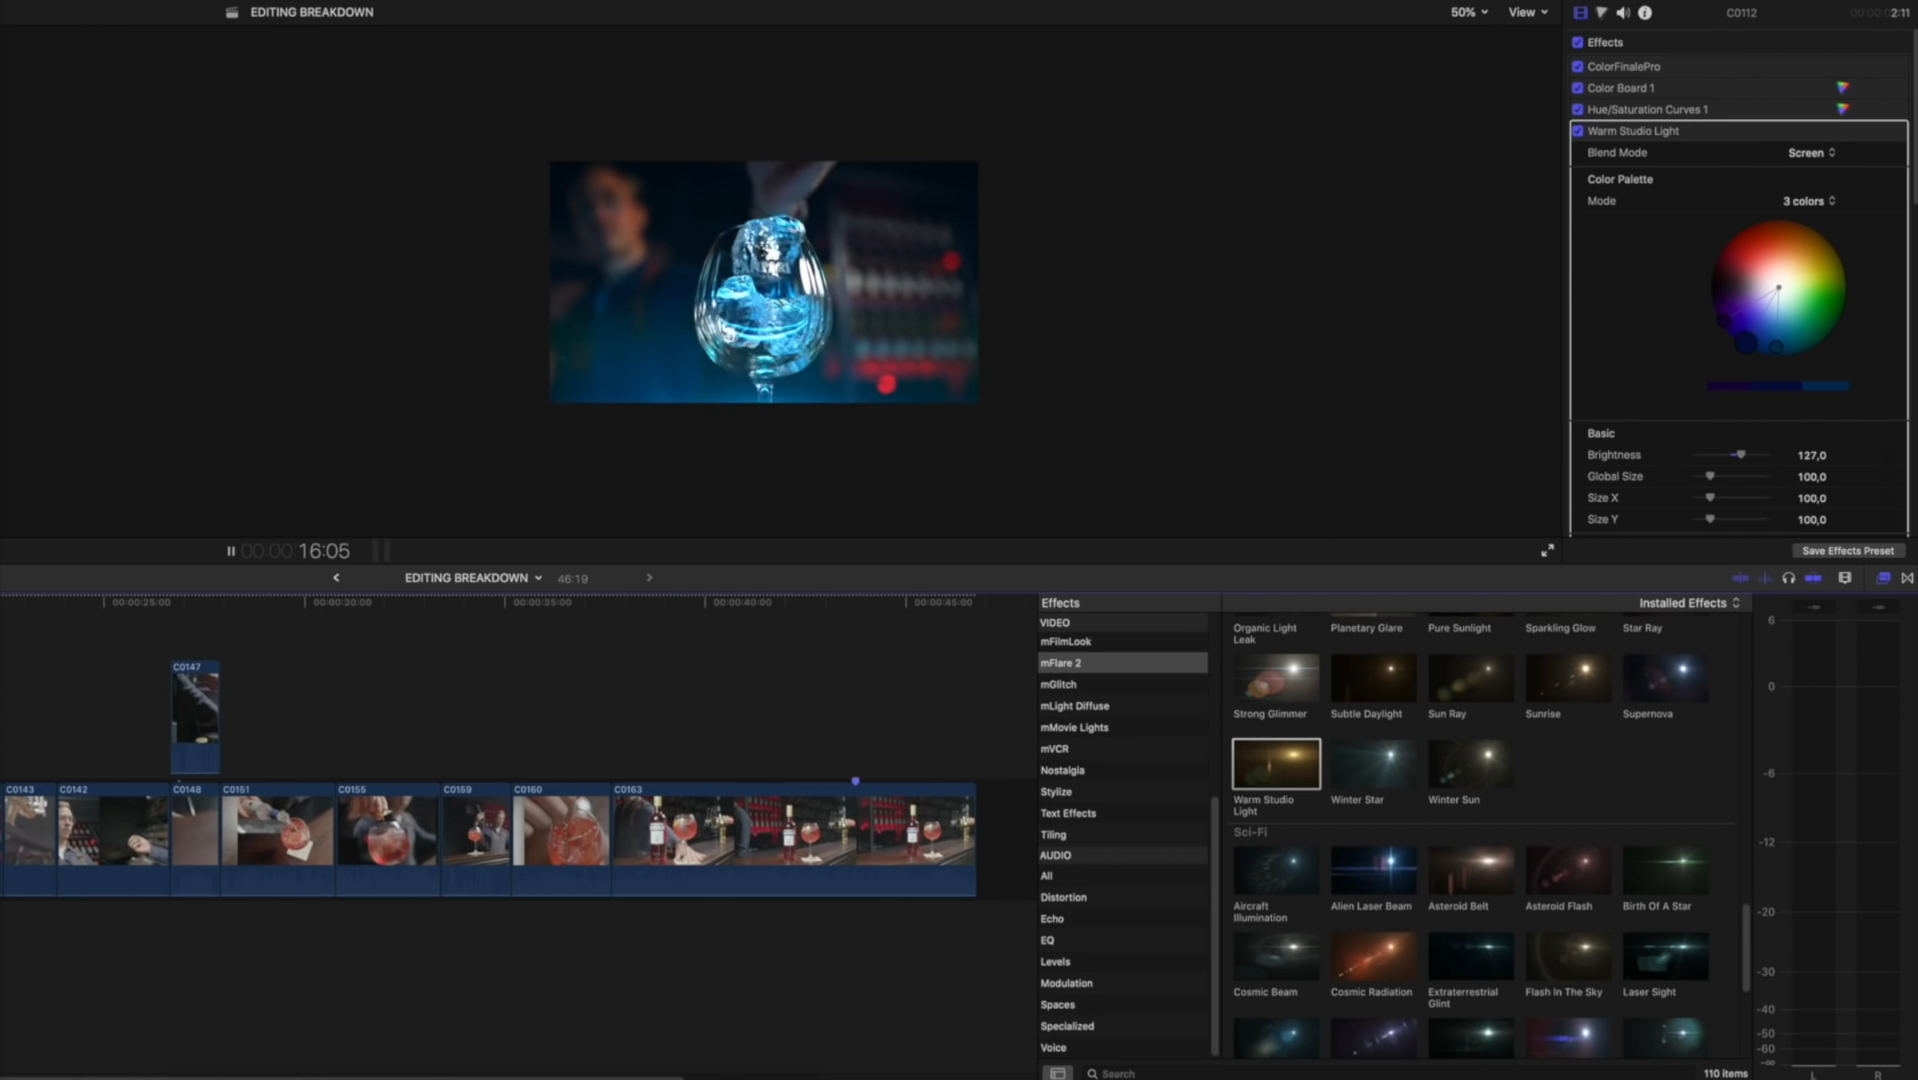 EDITING BREAKDOWN
50%
View
C0112
00:00:02:11
Effects
ColorFinalePro
Color Board 1
Hue/Saturation Curves 1
Warm Studio Light
Blend Mode
Screen
Color Palette
Mode
3 colors
Basic
Brightness
127,0
Global Size
100,0
Size X
100,0
Size Y
100,0
Save Effects Preset
00:00:16:05
EDITING BREAKDOWN
46:19
00:00:25:00
00:00:30:00
00:00:35:00
00:00:40:00
00:00:45:00
C0147
C0143
C0142
C0148
C0151
C0155
C0159
C0160
C0163
Effects
Installed Effects
VIDEO
mFilmLook
mFlare 2
mGlitch
mLight Diffuse
mMovie Lights
mVCR
Nostalgia
Stylize
Text Effects
Tiling
AUDIO
All
Distortion
Echo
EQ
Levels
Modulation
Spaces
Specialized
Voice
Organic Light
Leak
Planetary Glare
Pure Sunlight
Sparkling Glow
Star Ray
Strong Glimmer
Subtle Daylight
Sun Ray
Sunrise
Supernova
Warm Studio
Light
Winter Star
Winter Sun
Sci-Fi
Aircraft
Illumination
Alien Laser Beam
Asteroid Belt
Asteroid Flash
Birth Of A Star
Cosmic Beam
Cosmic Radiation
Extraterrestrial
Glint
Flash In The Sky
Laser Sight
Search
110 items
-∞
-∞
6
0
-6
-12
-20
-30
-40
-50
-60
-∞
L
R